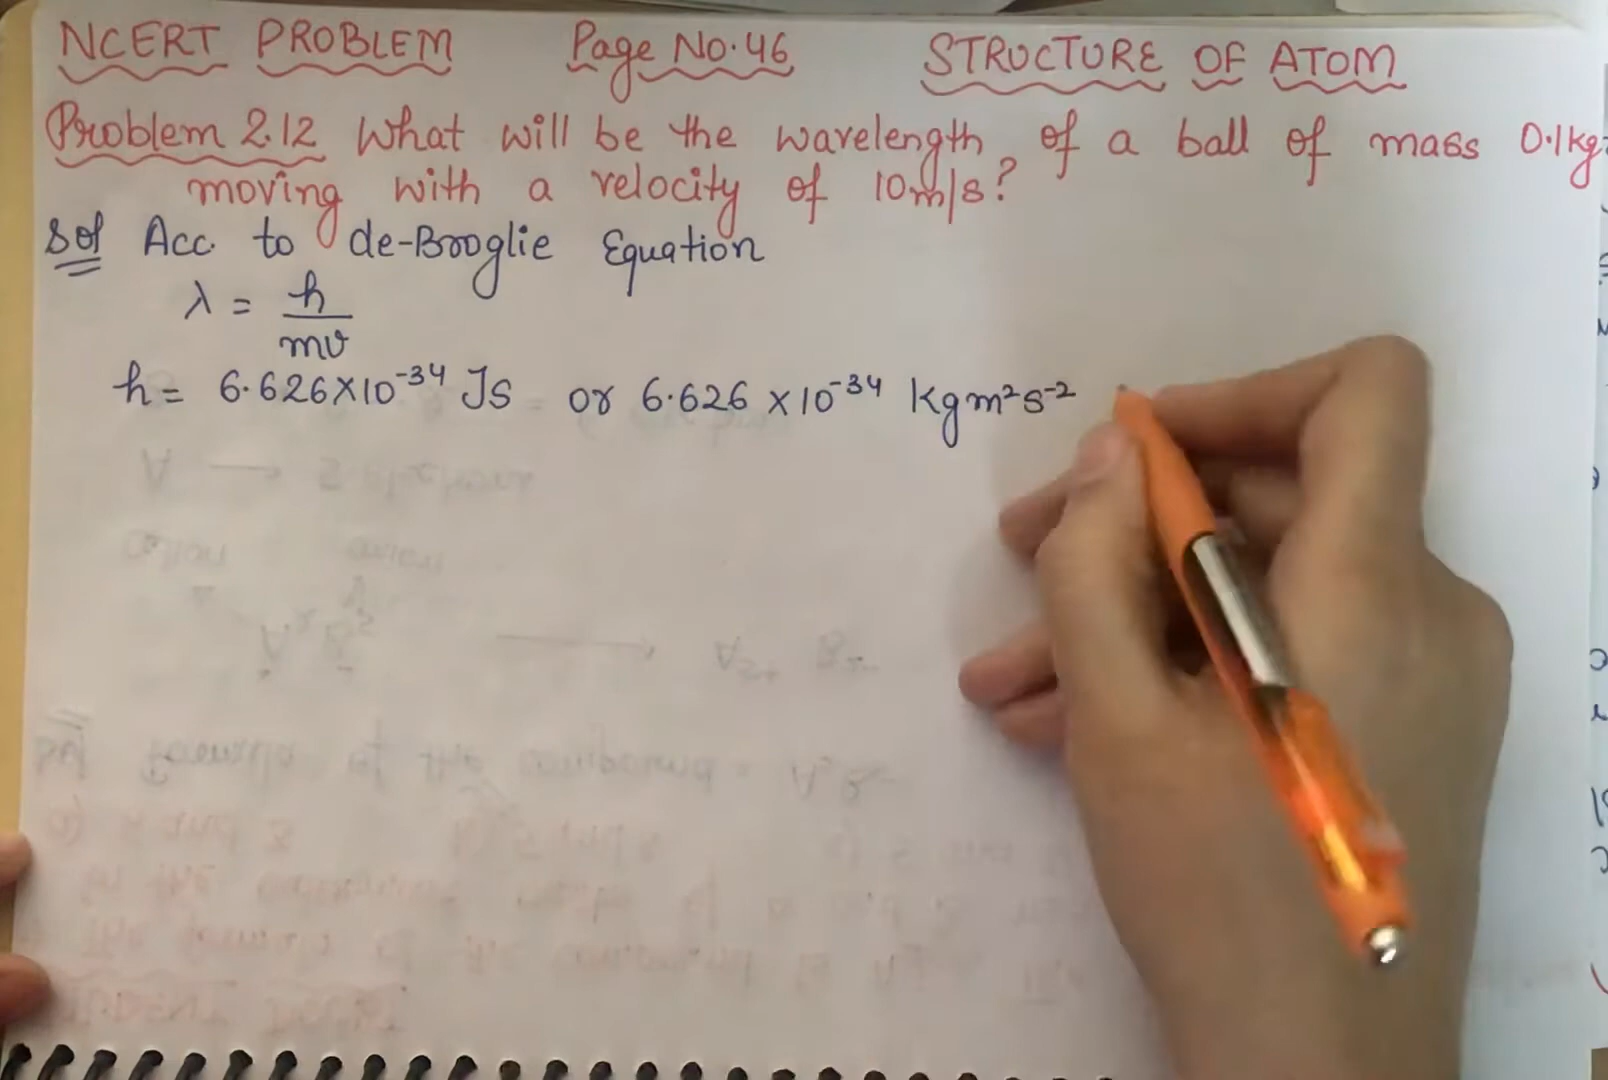 NCERT PROBLEM Page No.46 STRUCTURE OF ATOM
Problem 2.12 What will be the wavelength of a ball of mass 0.1kg
moving with a velocity of 10m/s?
Sol Acc. to de-Brooglie Equation
λ = h
mv
h = 6.626×10⁻³⁴ Js or 6.626 ×10⁻³⁴ Kgm²s⁻²